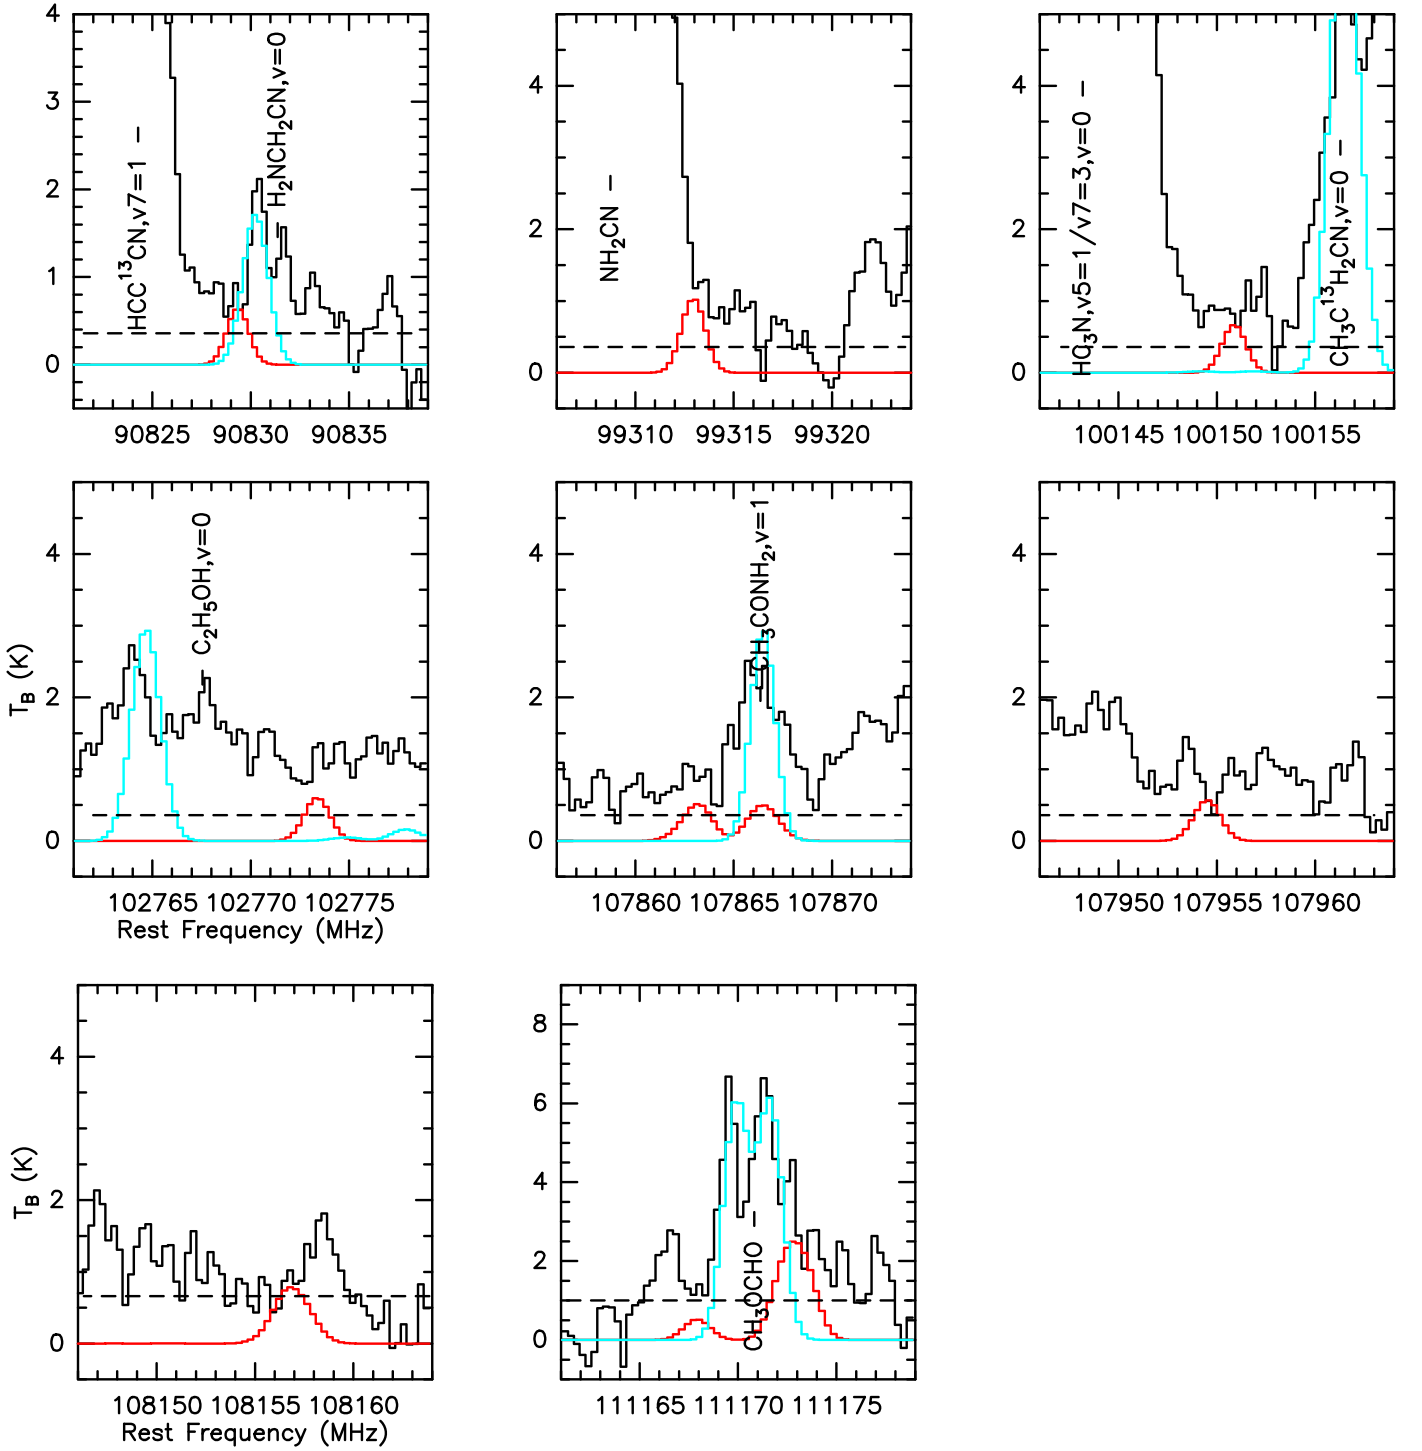 4
3
2
1
0
HCC¹³CN,v7=1 –
– H₂NCH₂CN,v=0
90825 90830 90835
4
2
0
NH₂CN –
99310 99315 99320
4
2
0
HC₃N,v5=1/v7=3,v=0 –
CH₃C¹³H₂CN,v=0 –
100145 100150 100155
T_B (K)
4
2
0
– C₂H₅OH,v=0
102765 102770 102775
Rest Frequency (MHz)
4
2
0
– CH₃CONH₂,v=1
107860 107865 107870
4
2
0
107950 107955 107960
T_B (K)
4
2
0
108150 108155 108160
Rest Frequency (MHz)
8
6
4
2
0
CH₃OCHO –
111165 111170 111175